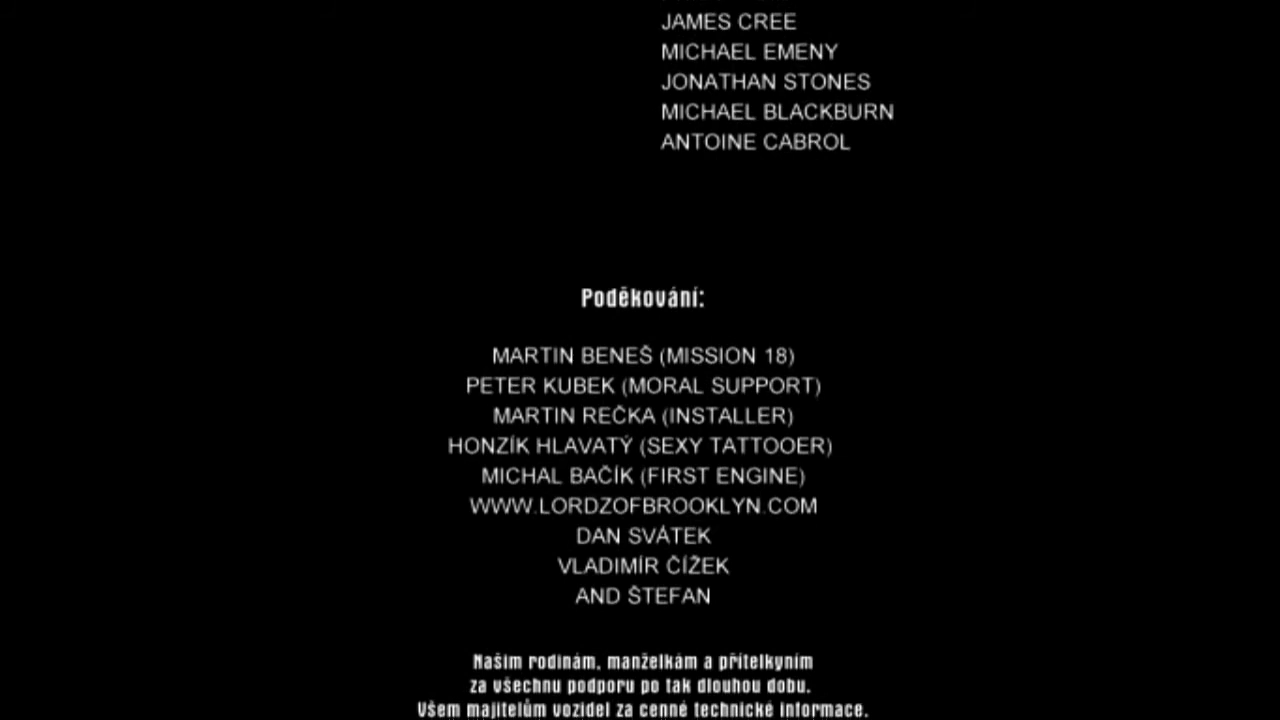 JAMES CREE
MICHAEL EMENY
JONATHAN STONES
MICHAEL BLACKBURN
ANTOINE CABROL
Poděkování:
MARTIN BENEŠ (MISSION 18)
PETER KUBEK (MORAL SUPPORT)
MARTIN REČKA (INSTALLER)
HONZÍK HLAVATÝ (SEXY TATTOOER)
MICHAL BAČÍK (FIRST ENGINE)
WWW.LORDZOFBROOKLYN.COM
DAN SVÁTEK
VLADIMÍR ČÍŽEK
AND ŠTEFAN
Našim rodinám, manželkám a přítelkyním
za všechnu podporu po tak dlouhou dobu.
Všem majitelům vozidel za cenné technické informace.